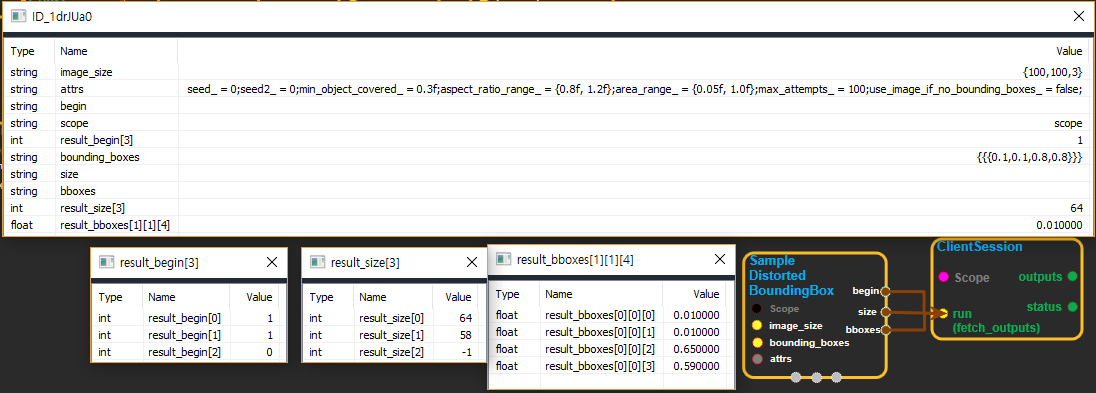 ID_1drJUa0
Type Name Value
string image_size {100,100,3}
string attrs seed_ = 0;seed2_ = 0;min_object_covered_ = 0.3f;aspect_ratio_range_ = {0.8f, 1.2f};area_range_ = {0.05f, 1.0f};max_attempts_ = 100;use_image_if_no_bounding_boxes_ = false;
string begin
string scope scope
int result_begin[3] 1
string bounding_boxes {{{0.1,0.1,0.8,0.8}}}
string size
string bboxes
int result_size[3] 64
float result_bboxes[1][1][4] 0.010000
result_begin[3]
Type Name Value
int result_begin[0] 1
int result_begin[1] 1
int result_begin[2] 0
result_size[3]
Type Name Value
int result_size[0] 64
int result_size[1] 58
int result_size[2] -1
result_bboxes[1][1][4]
Type Name Value
float result_bboxes[0][0][0] 0.010000
float result_bboxes[0][0][1] 0.010000
float result_bboxes[0][0][2] 0.650000
float result_bboxes[0][0][3] 0.590000
Sample
Distorted
BoundingBox
begin
Scope
size
image_size
bboxes
bounding_boxes
attrs
ClientSession
Scope outputs
run status
(fetch_outputs)